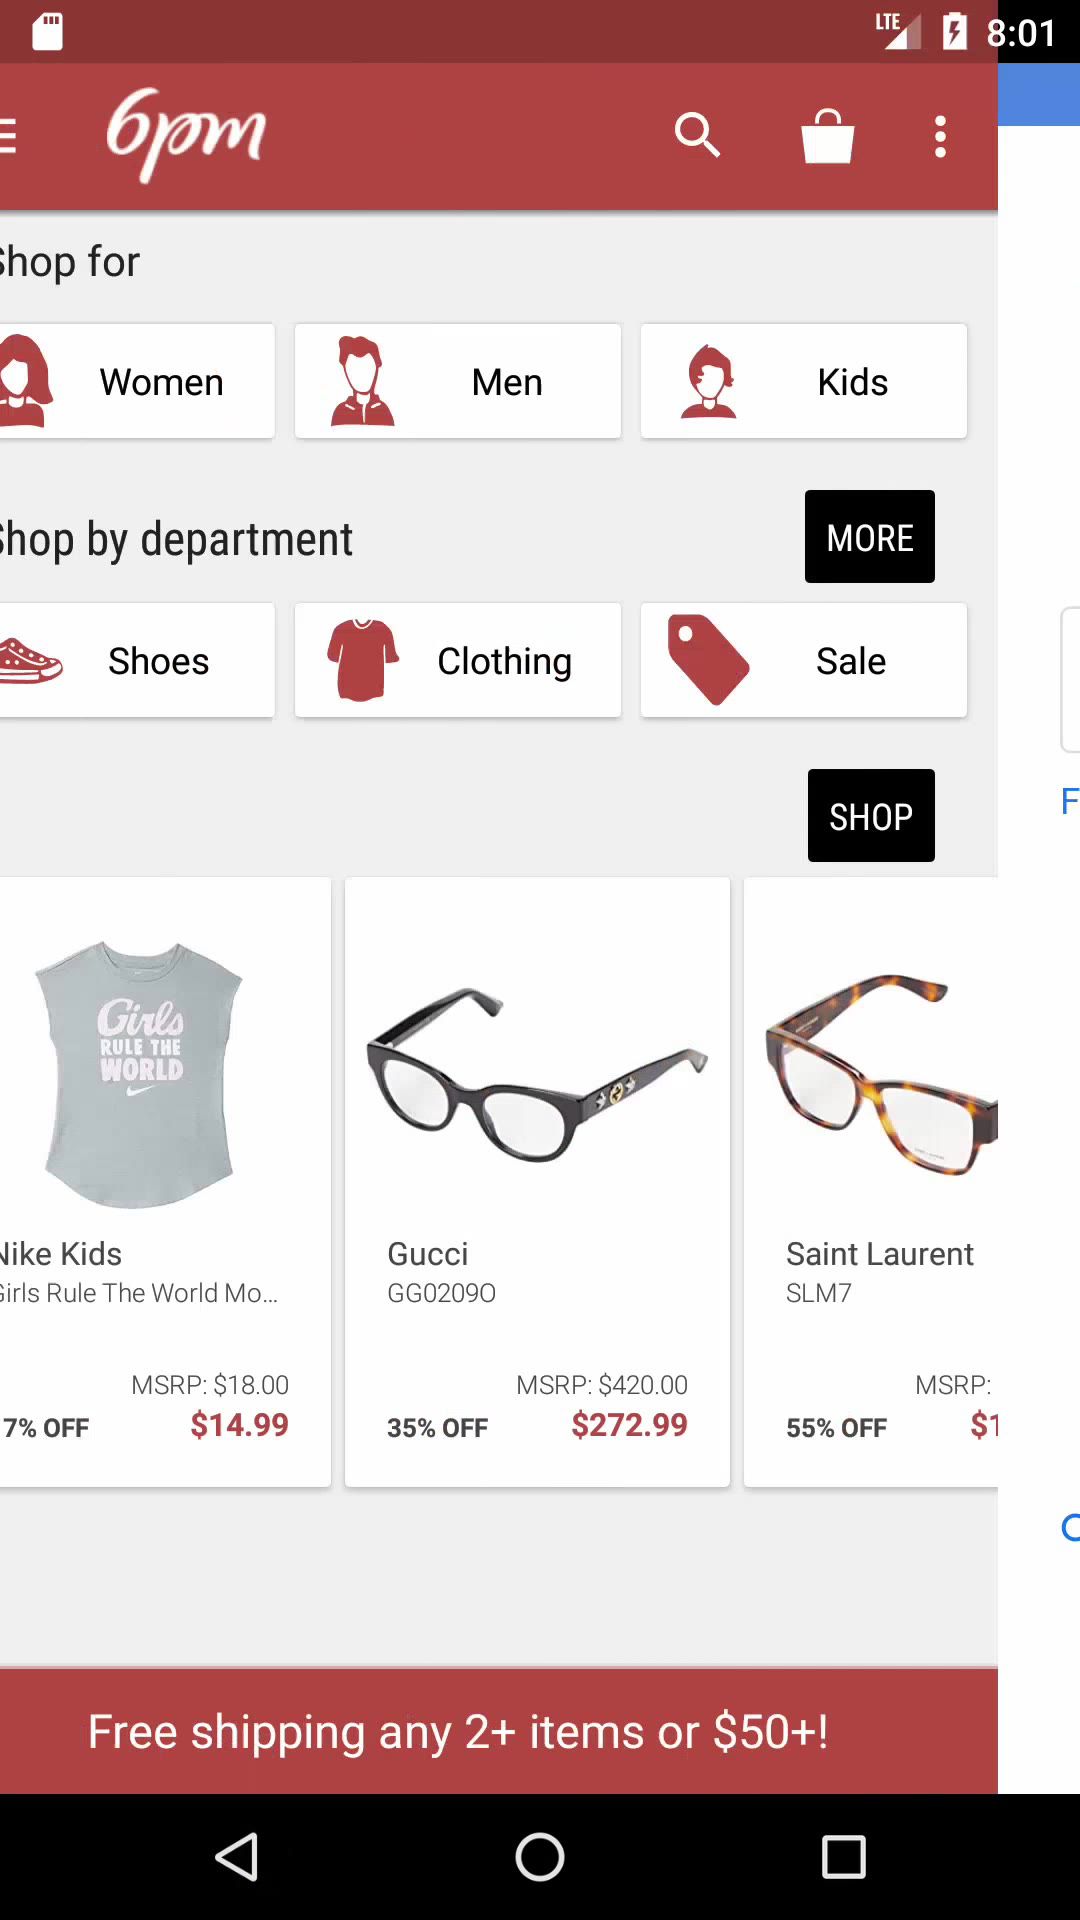 LTE 8:01
6pm
Shop for
Women Men Kids
Shop by department MORE
Shoes Clothing Sale
SHOP
Girls
RULE THE
WORLD
Nike Kids
Girls Rule The World Mo...
MSRP: $18.00
7% OFF $14.99
Gucci
GG0209O
MSRP: $420.00
35% OFF $272.99
Saint Laurent
SLM7
MSRP:
55% OFF $1
F
Free shipping any 2+ items or $50+!